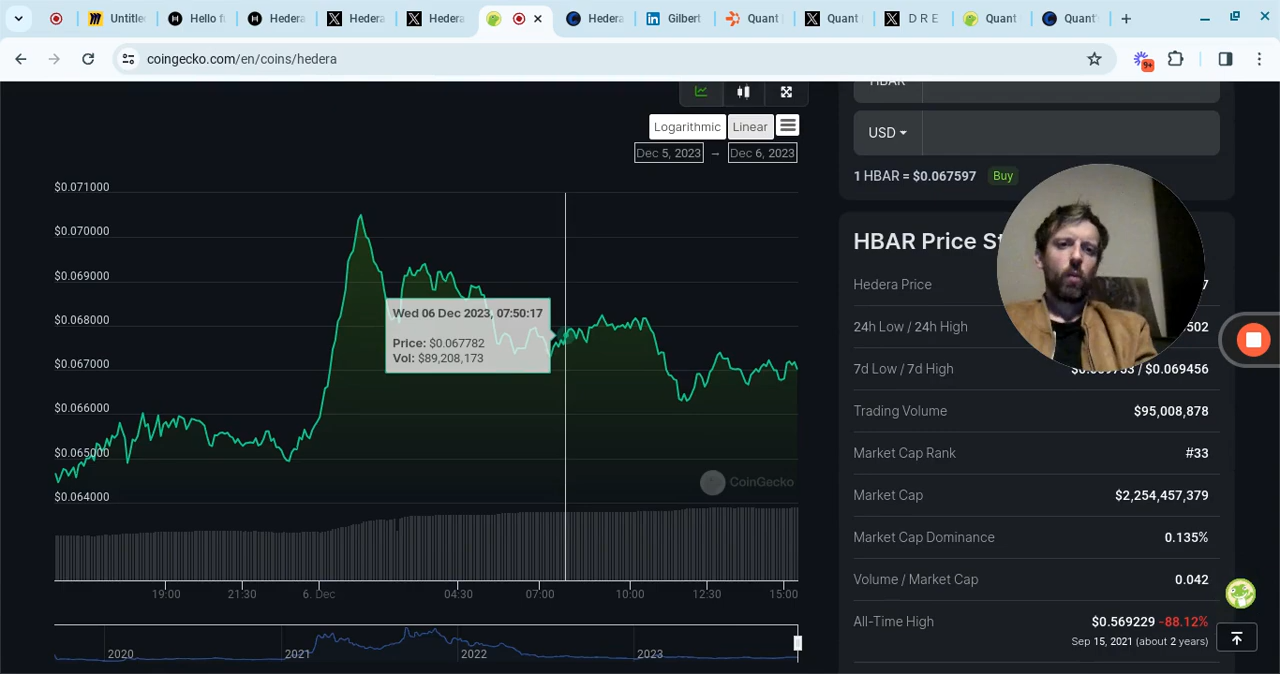 Untitle
Hello fu
Hedera
Hedera
Hedera
Hedera
Gilbert
Quant
Quant
D R E
Quant
Quant'
coingecko.com/en/coins/hedera
9+
HBAR
Logarithmic
Linear
USD
Dec 5, 2023 → Dec 6, 2023
1 HBAR = $0.067597
Buy
$0.071000
$0.070000
$0.069000
$0.068000
$0.067000
$0.066000
$0.065000
$0.064000
Wed 06 Dec 2023, 07:50:17
Price: $0.067782
Vol: $89,208,173
CoinGecko
19:00
21:30
6. Dec
04:30
07:00
10:00
12:30
15:00
2020
2021
2022
2023
HBAR Price St
Hedera Price
7
24h Low / 24h High
502
7d Low / 7d High
/ $0.069456
Trading Volume
$95,008,878
Market Cap Rank
#33
Market Cap
$2,254,457,379
Market Cap Dominance
0.135%
Volume / Market Cap
0.042
All-Time High
$0.569229 -88.12%
Sep 15, 2021 (about 2 years)